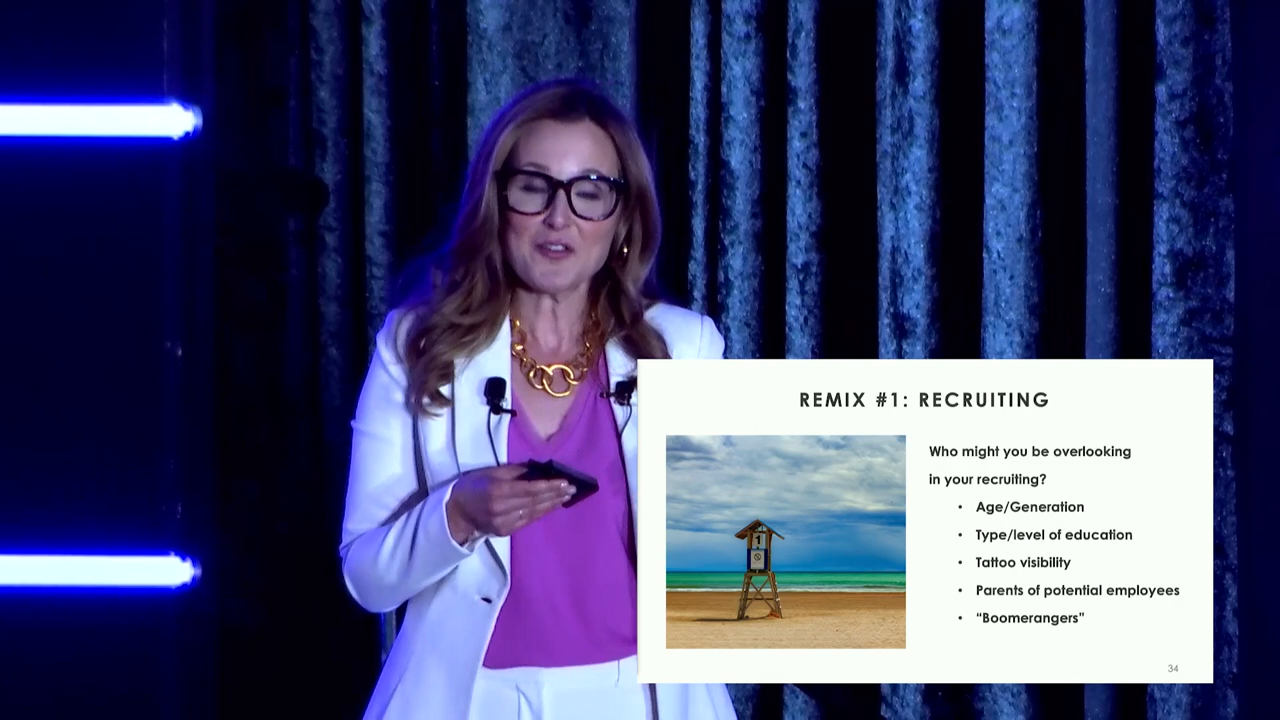 REMIX #1: RECRUITING
1
Who might you be overlooking
in your recruiting?
• Age/Generation
• Type/level of education
• Tattoo visibility
• Parents of potential employees
• “Boomerangers”
34